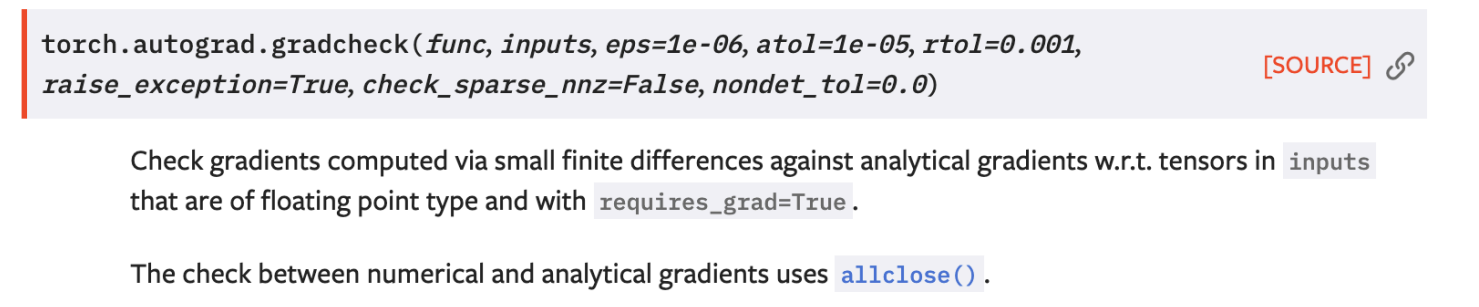 torch.autograd.gradcheck(func, inputs, eps=1e-06, atol=1e-05, rtol=0.001,
raise_exception=True, check_sparse_nnz=False, nondet_tol=0.0)
[SOURCE]
Check gradients computed via small finite differences against analytical gradients w.r.t. tensors in inputs
that are of floating point type and with requires_grad=True.
The check between numerical and analytical gradients uses allclose().